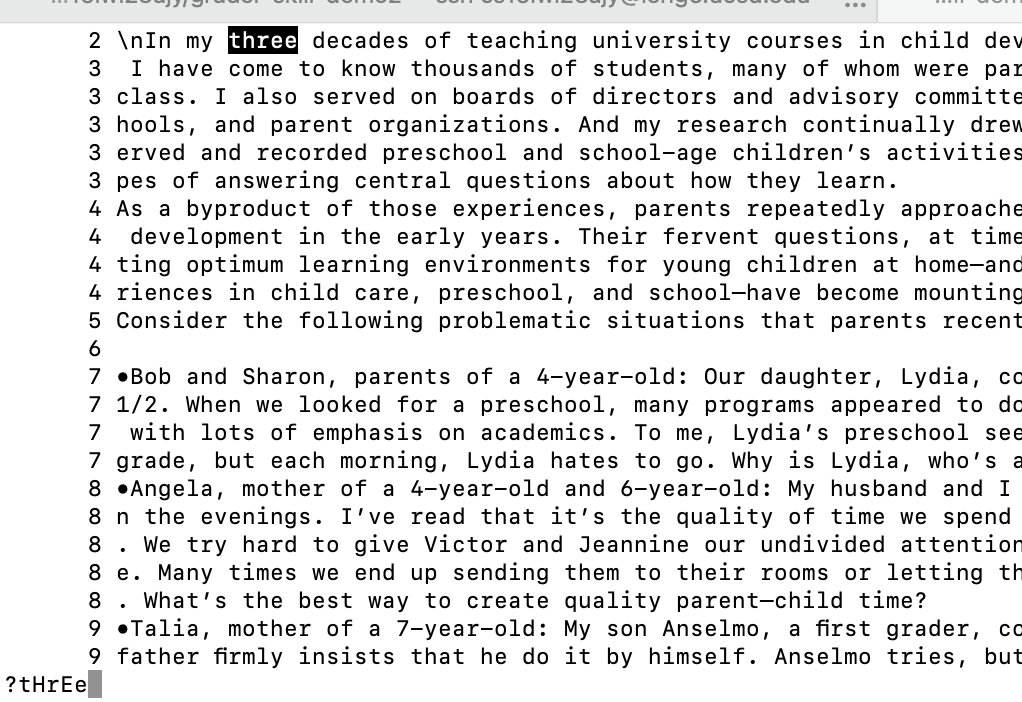 2 \nIn my three decades of teaching university courses in child dev
3  I have come to know thousands of students, many of whom were par
3 class. I also served on boards of directors and advisory committe
3 hools, and parent organizations. And my research continually drew
3 erved and recorded preschool and school–age children’s activities
3 pes of answering central questions about how they learn.
4 As a byproduct of those experiences, parents repeatedly approache
4  development in the early years. Their fervent questions, at time
4 ting optimum learning environments for young children at home—and
4 riences in child care, preschool, and school—have become mounting
5 Consider the following problematic situations that parents recent
6
7 •Bob and Sharon, parents of a 4–year–old: Our daughter, Lydia, co
7 1/2. When we looked for a preschool, many programs appeared to do
7  with lots of emphasis on academics. To me, Lydia’s preschool see
7 grade, but each morning, Lydia hates to go. Why is Lydia, who’s a
8 •Angela, mother of a 4–year–old and 6–year–old: My husband and I
8 n the evenings. I’ve read that it’s the quality of time we spend
8 . We try hard to give Victor and Jeannine our undivided attention
8 e. Many times we end up sending them to their rooms or letting th
8 . What’s the best way to create quality parent–child time?
9 •Talia, mother of a 7–year–old: My son Anselmo, a first grader, co
9 father firmly insists that he do it by himself. Anselmo tries, but
?tHrEe